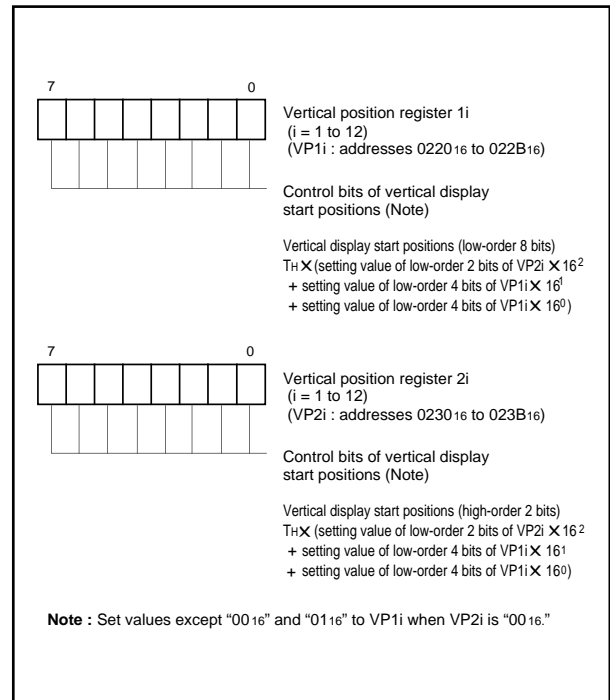 7 0
Vertical position register 1i
(i = 1 to 12)
(VP1i : addresses 0220₁₆ to 022B₁₆)
Control bits of vertical display
start positions (Note)
Vertical display start positions (low-order 8 bits)
TH✕(setting value of low-order 2 bits of VP2i✕16²
+ setting value of low-order 4 bits of VP1i✕16¹
+ setting value of low-order 4 bits of VP1i✕16⁰)
7 0
Vertical position register 2i
(i = 1 to 12)
(VP2i : addresses 0230₁₆ to 023B₁₆)
Control bits of vertical display
start positions (Note)
Vertical display start positions (high-order 2 bits)
TH✕(setting value of low-order 2 bits of VP2i✕16²
+ setting value of low-order 4 bits of VP1i✕16¹
+ setting value of low-order 4 bits of VP1i✕16⁰)
Note : Set values except “00₁₆” and “01₁₆” to VP1i when VP2i is “00₁₆.”